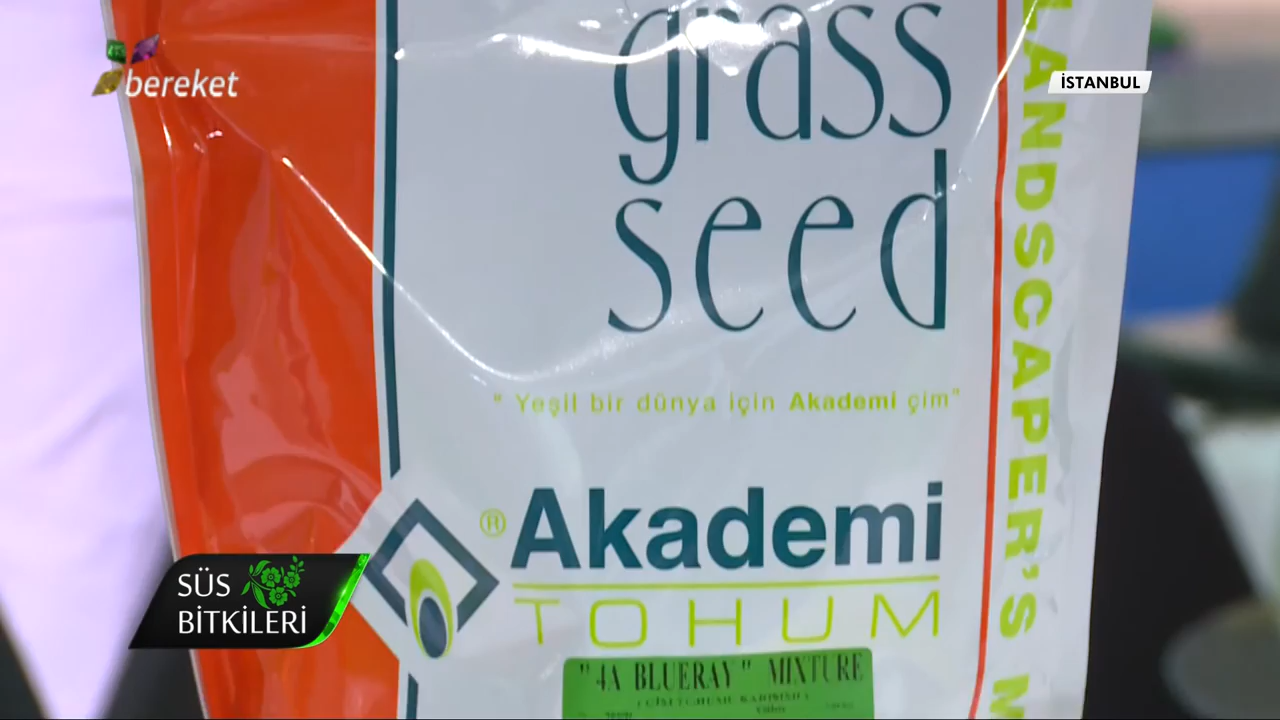 bereket
İSTANBUL
grass
seed
" Yeşil bir dünya için Akademi çim"
® Akademi
TOHUM
"4A BLUERAY" MIXTURE
LANDSCAPER'S
SÜS
BİTKİLERİ